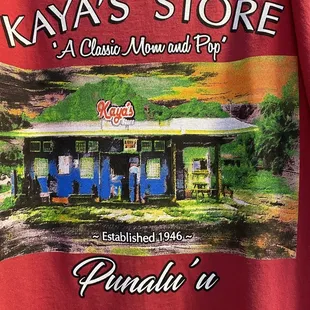 KAYA'S STORE
"A Classic Mom and Pop"
Kaya's
~ Established 1946 ~
Punalu'u